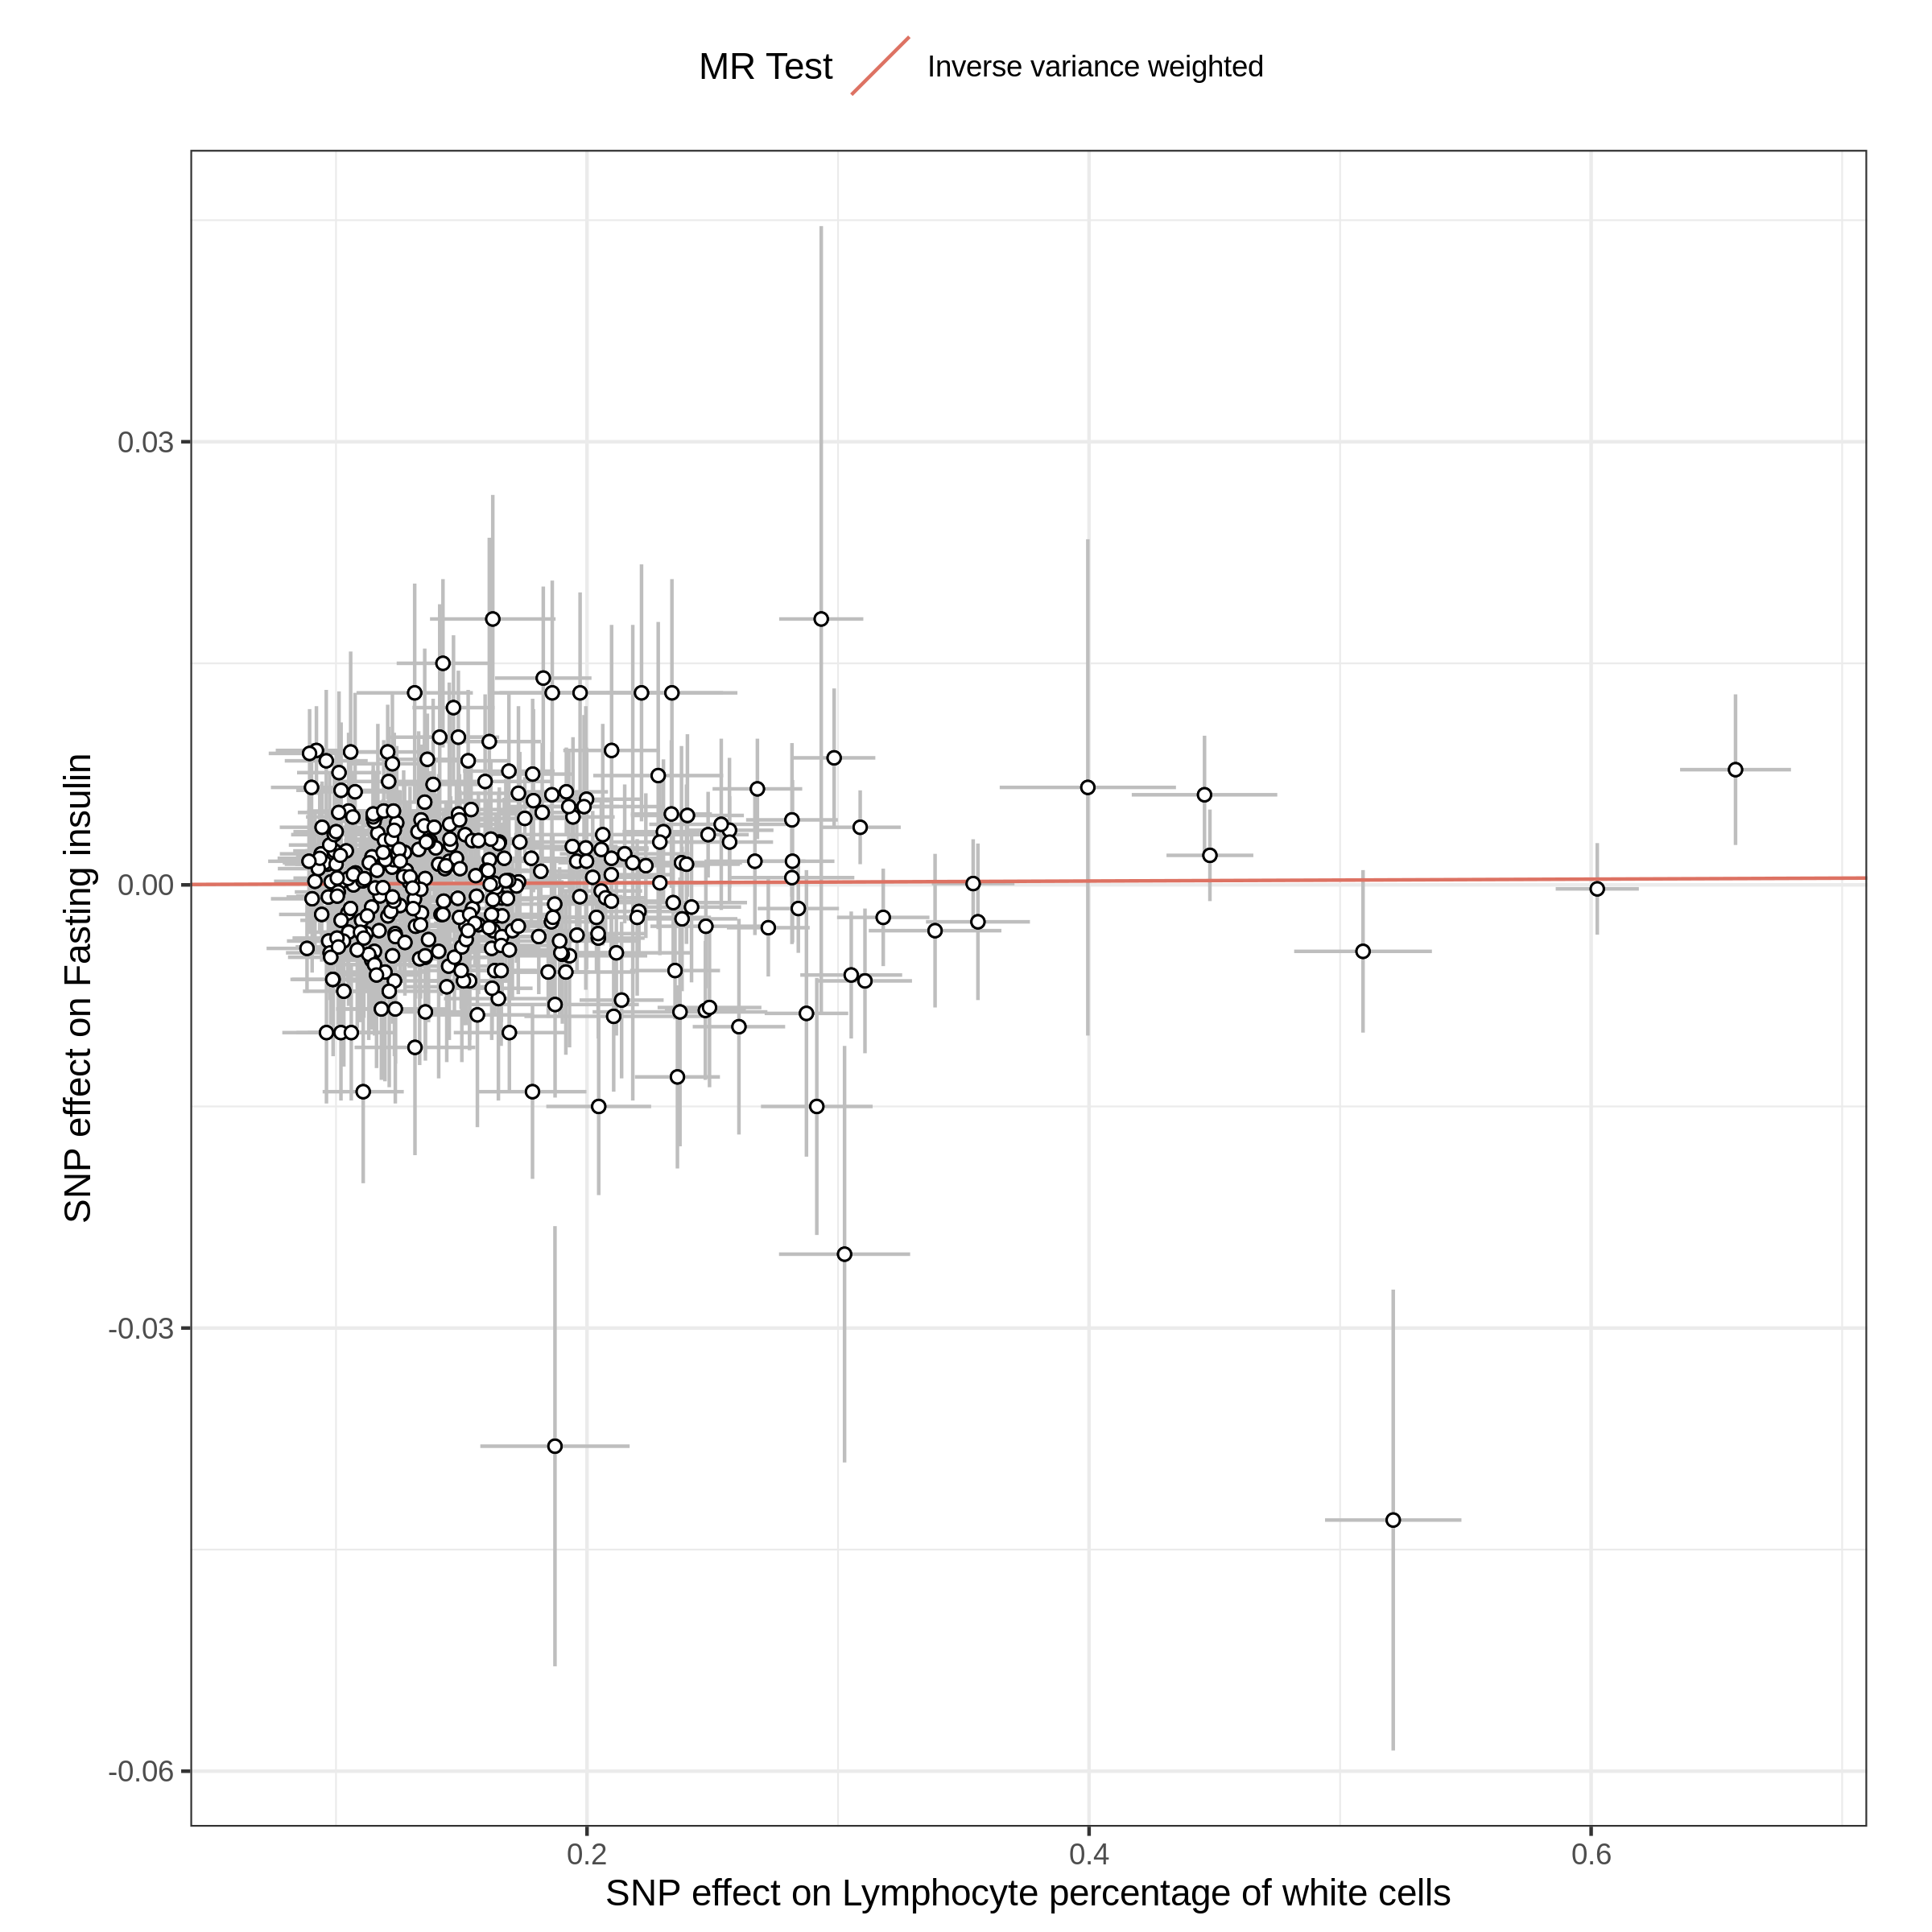 MR Test Inverse variance weighted
SNP effect on Fasting insulin
0.03
0.00
-0.03
-0.06
0.2 0.4 0.6
SNP effect on Lymphocyte percentage of white cells